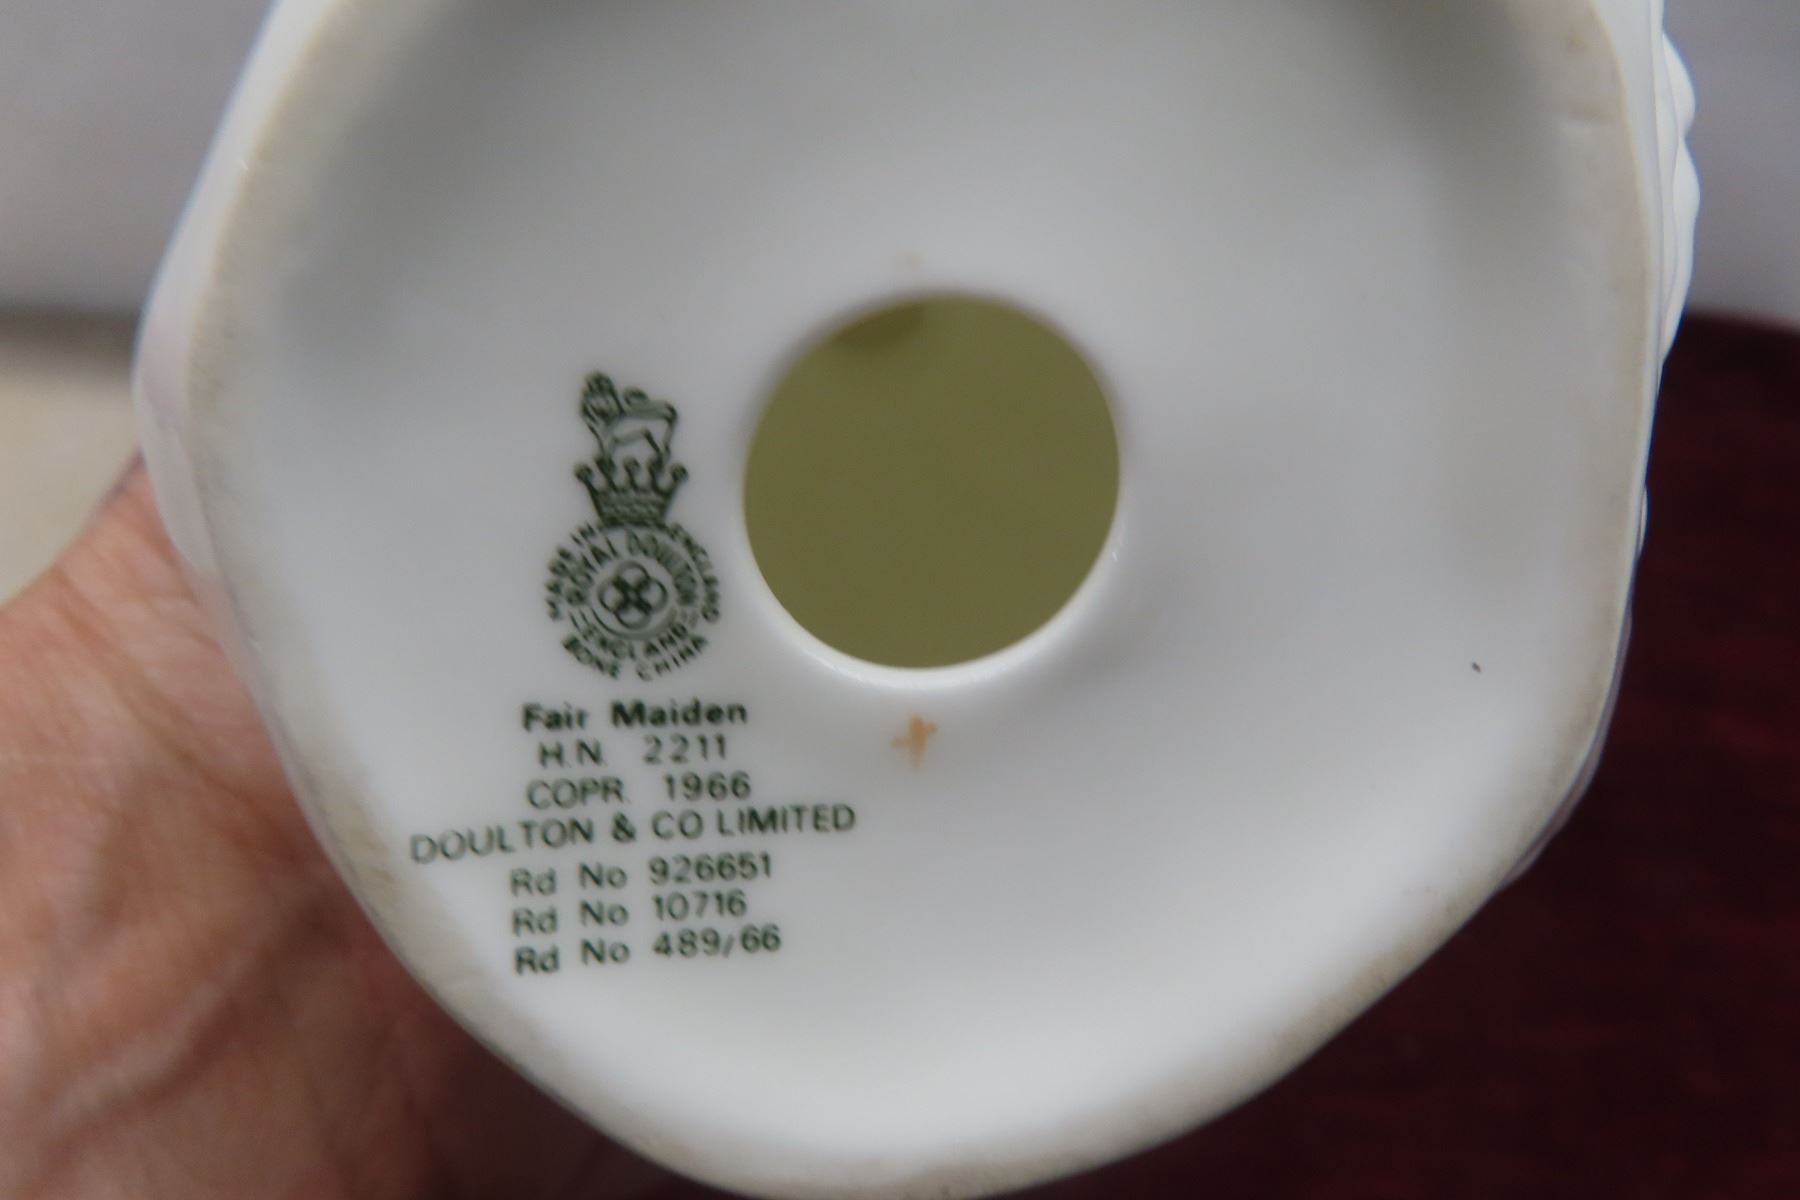 MADE IN ENGLAND
ROYAL DOULTON
ENGLAND
BONE CHINA
Fair Maiden
H.N. 2211
COPR. 1966
DOULTON & CO LIMITED
Rd No 926651
Rd No 10716
Rd No 489/66